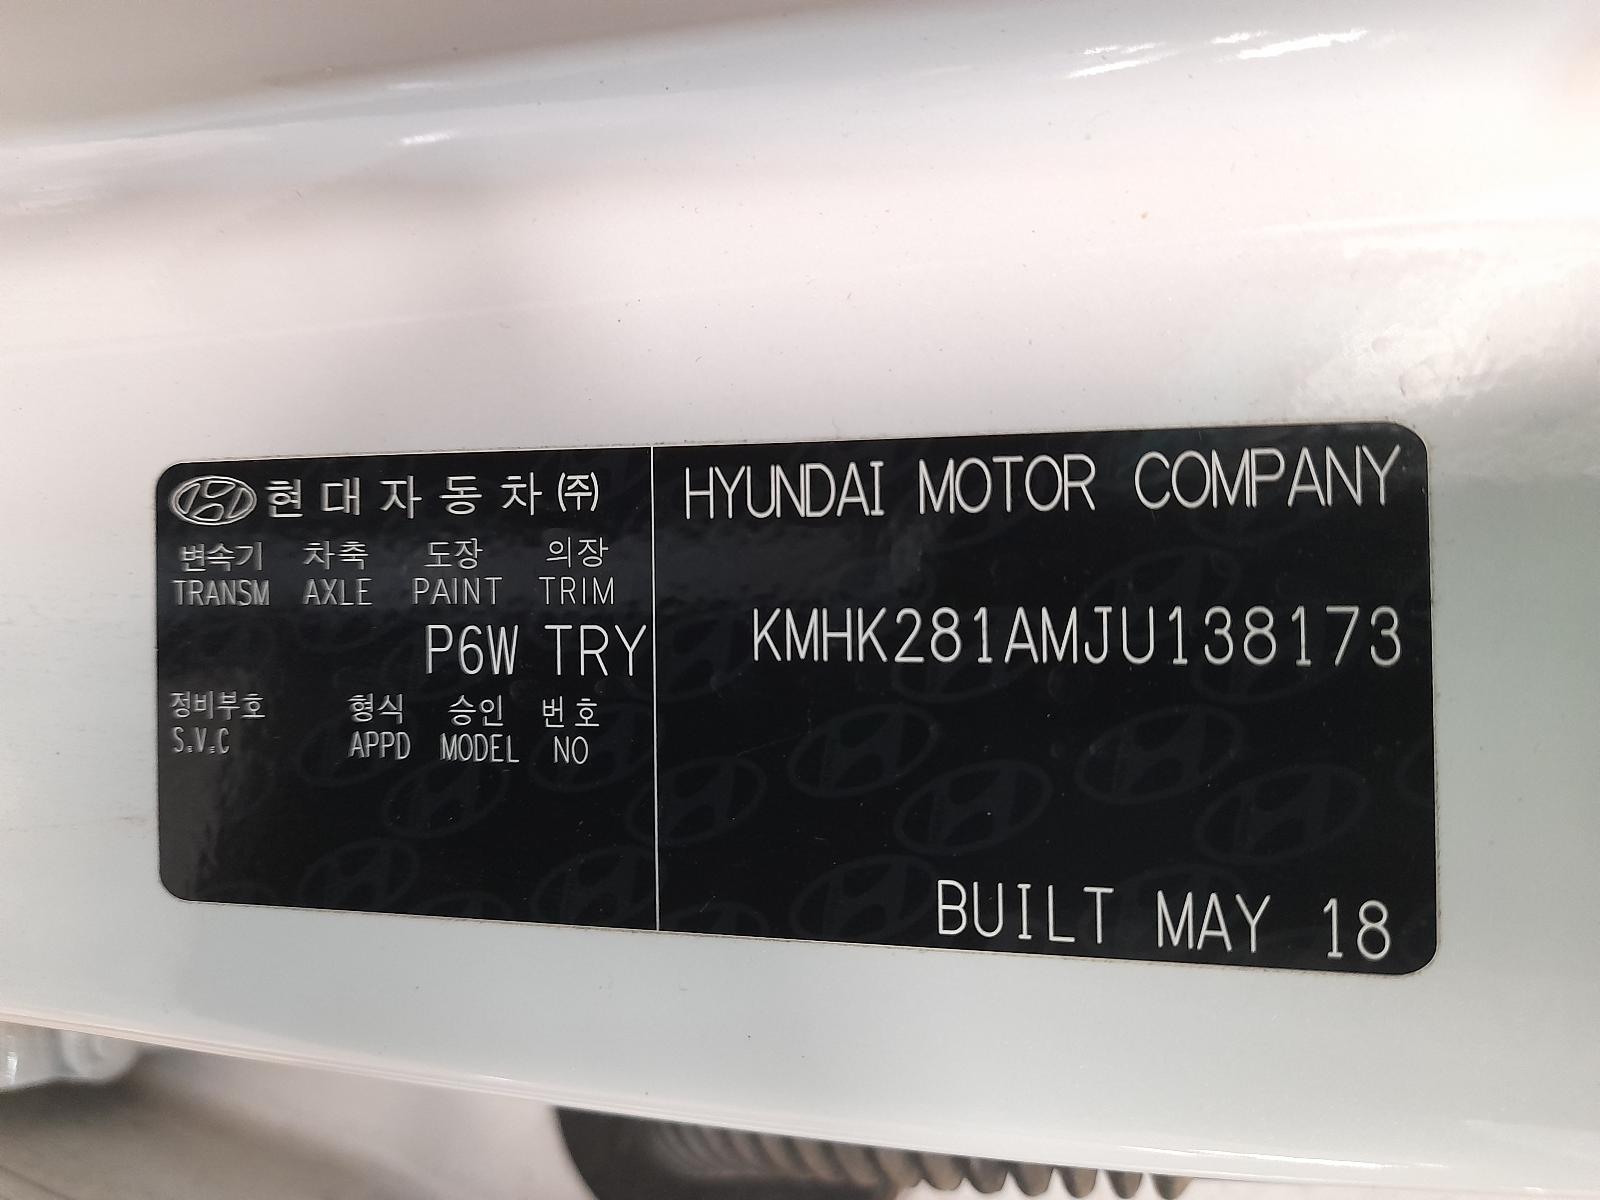 현대자동차(주)
변속기 차축 도장 의장
TRANSM AXLE PAINT TRIM
P6W TRY
정비부호 형식 승인 번호
S.V.C APPD MODEL NO
HYUNDAI MOTOR COMPANY
KMHK281AMJU138173
BUILT MAY 18